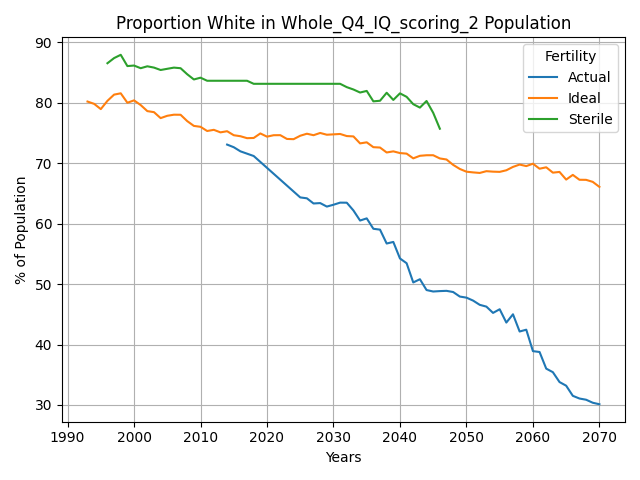 Proportion White in Whole_Q4_IQ_scoring_2 Population
% of Population
90
80
70
60
50
40
30
Fertility
Actual
Ideal
Sterile
1990 2000 2010 2020 2030 2040 2050 2060 2070
Years